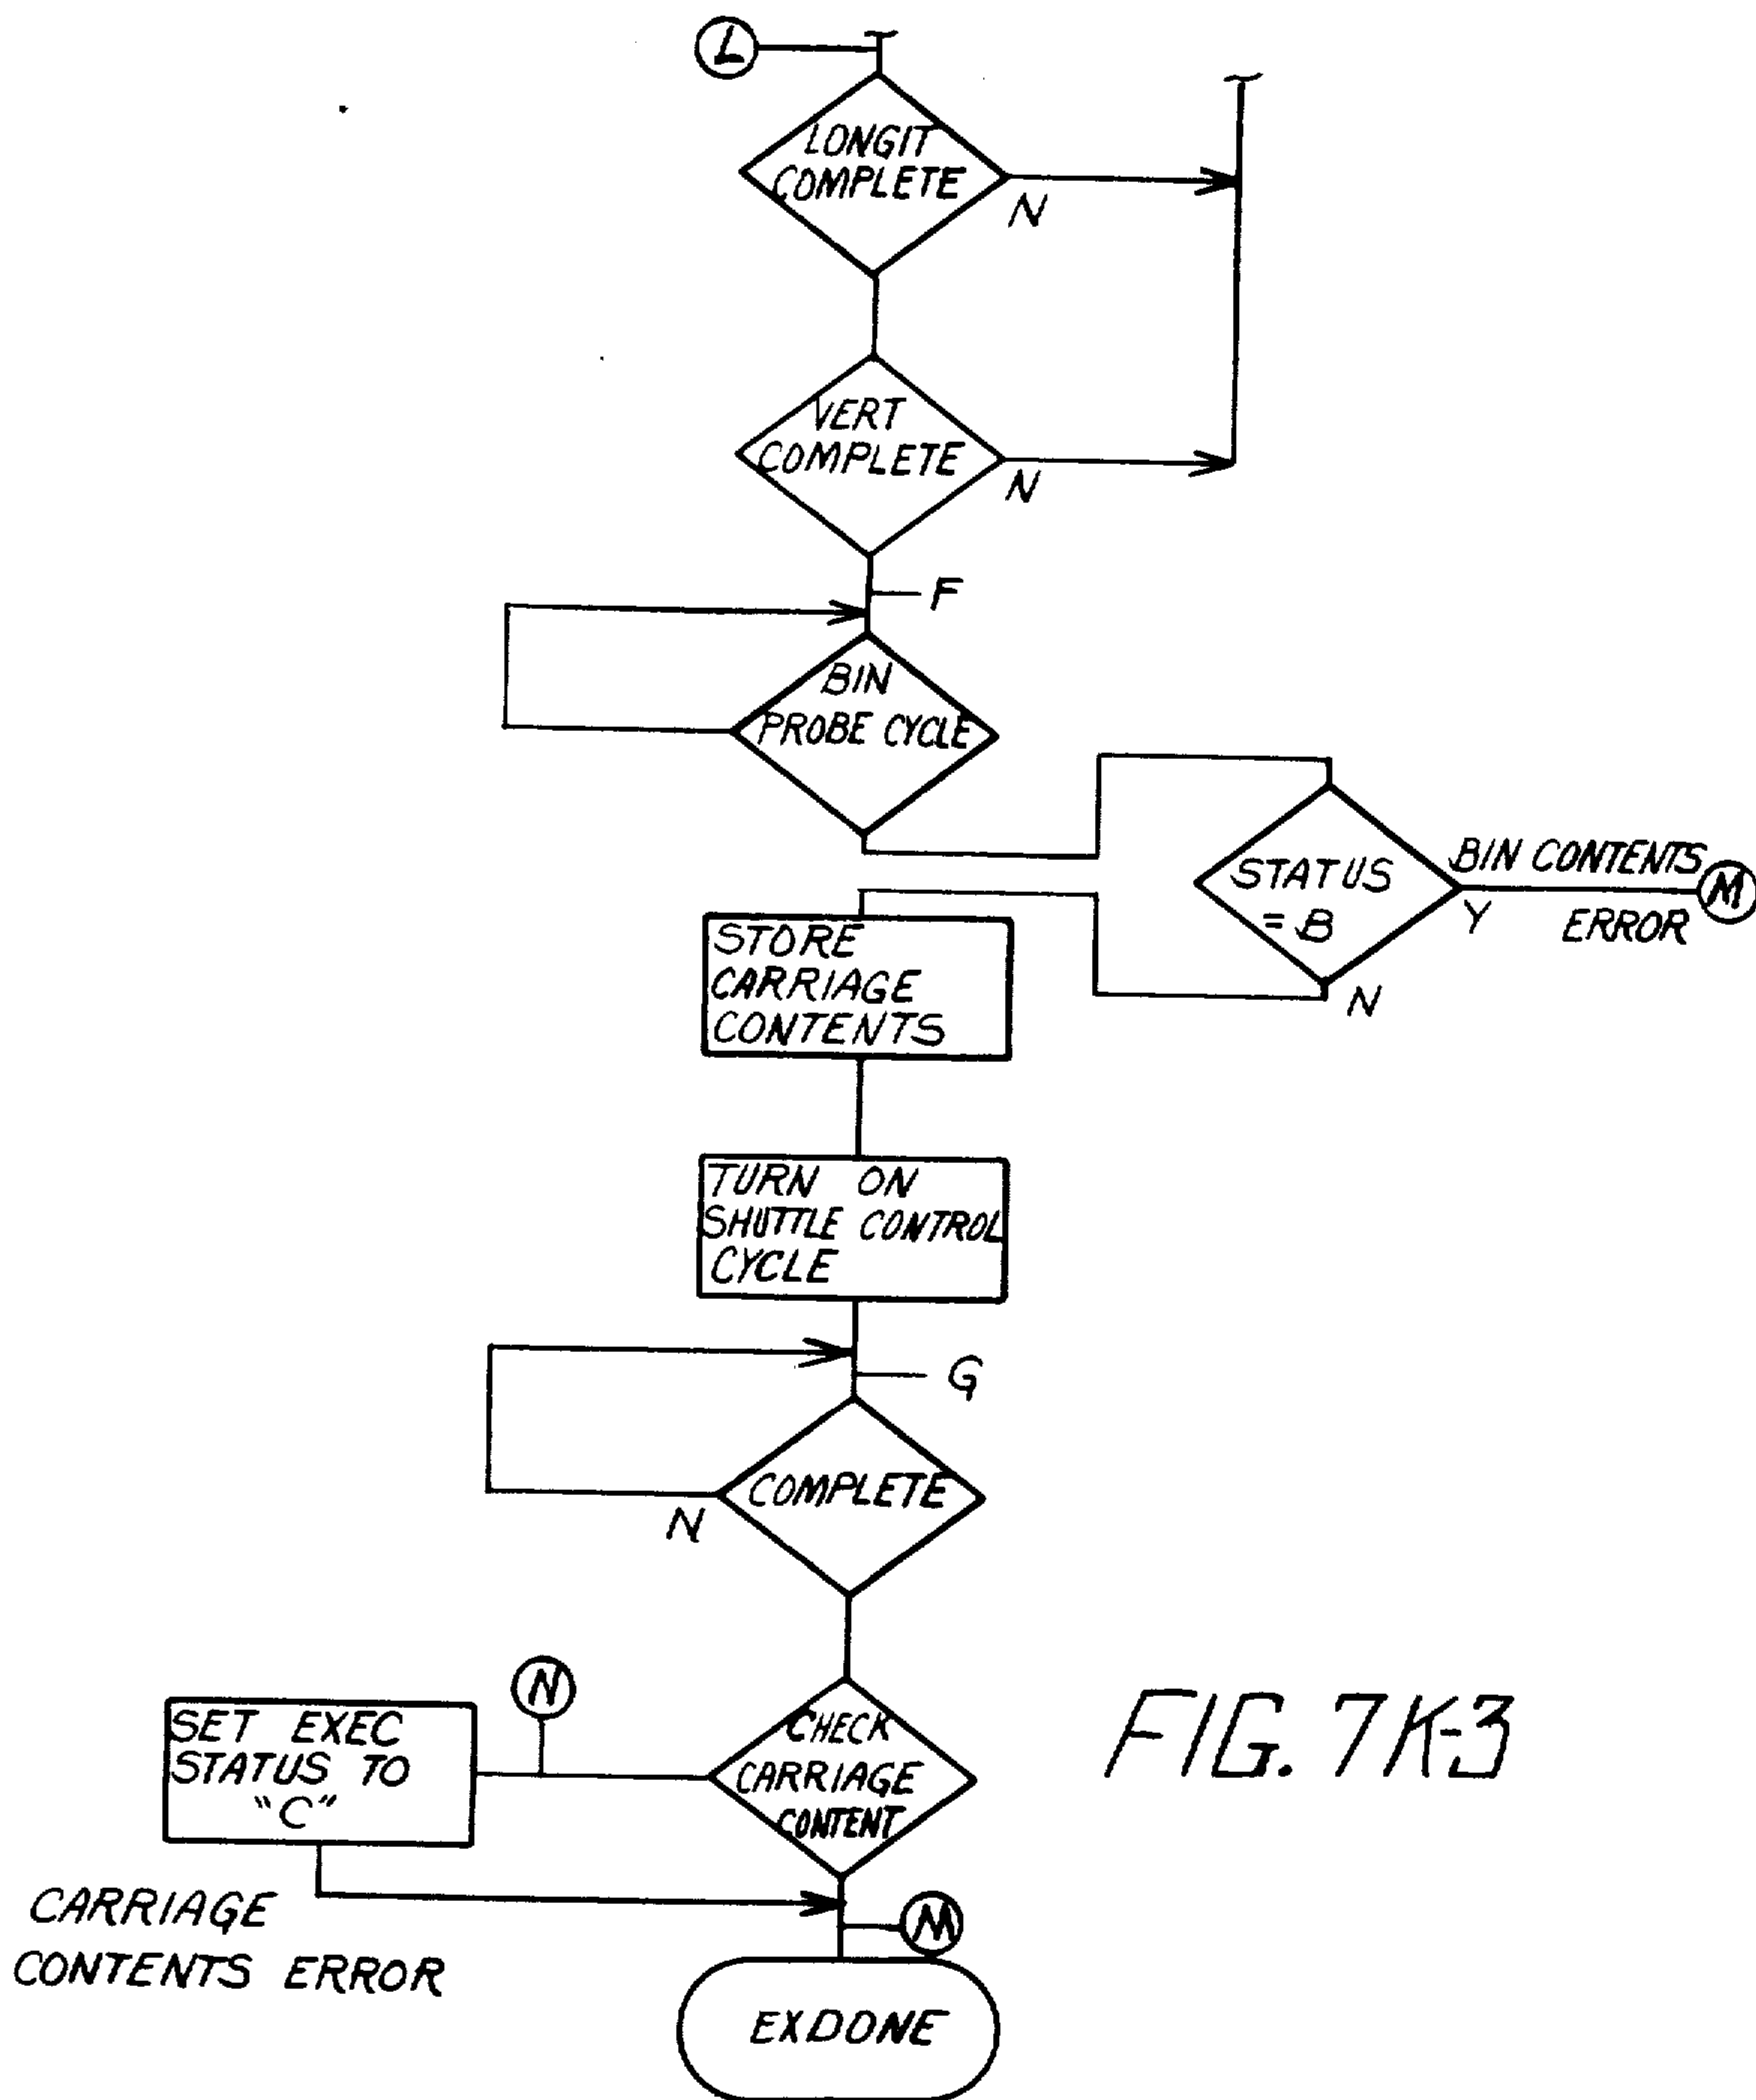 L
LONGIT
COMPLETE
N
VERT
COMPLETE
N
F
BIN
PROBE CYCLE
STATUS
= B
BIN CONTENTS
ERROR
M
Y
N
STORE
CARRIAGE
CONTENTS
TURN ON
SHUTTLE CONTROL
CYCLE
G
COMPLETE
N
N
SET EXEC
STATUS TO
"C"
CHECK
CARRIAGE
CONTENT
FIG. 7K-3
CARRIAGE
CONTENTS ERROR
M
EXDONE